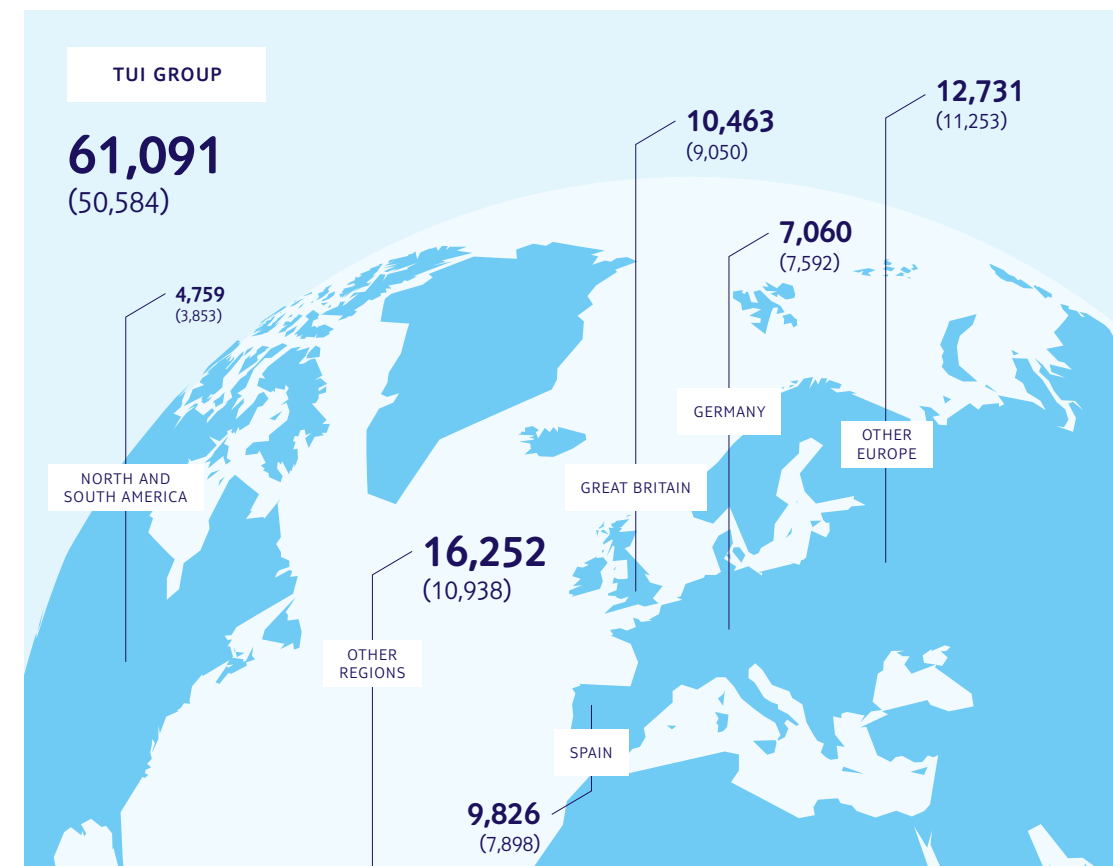 TUI GROUP
61,091
(50,584)
12,731
(11,253)
10,463
(9,050)
7,060
(7,592)
4,759
(3,853)
GERMANY
OTHER
EUROPE
NORTH AND
SOUTH AMERICA
GREAT BRITAIN
16,252
(10,938)
OTHER
REGIONS
SPAIN
9,826
(7,898)